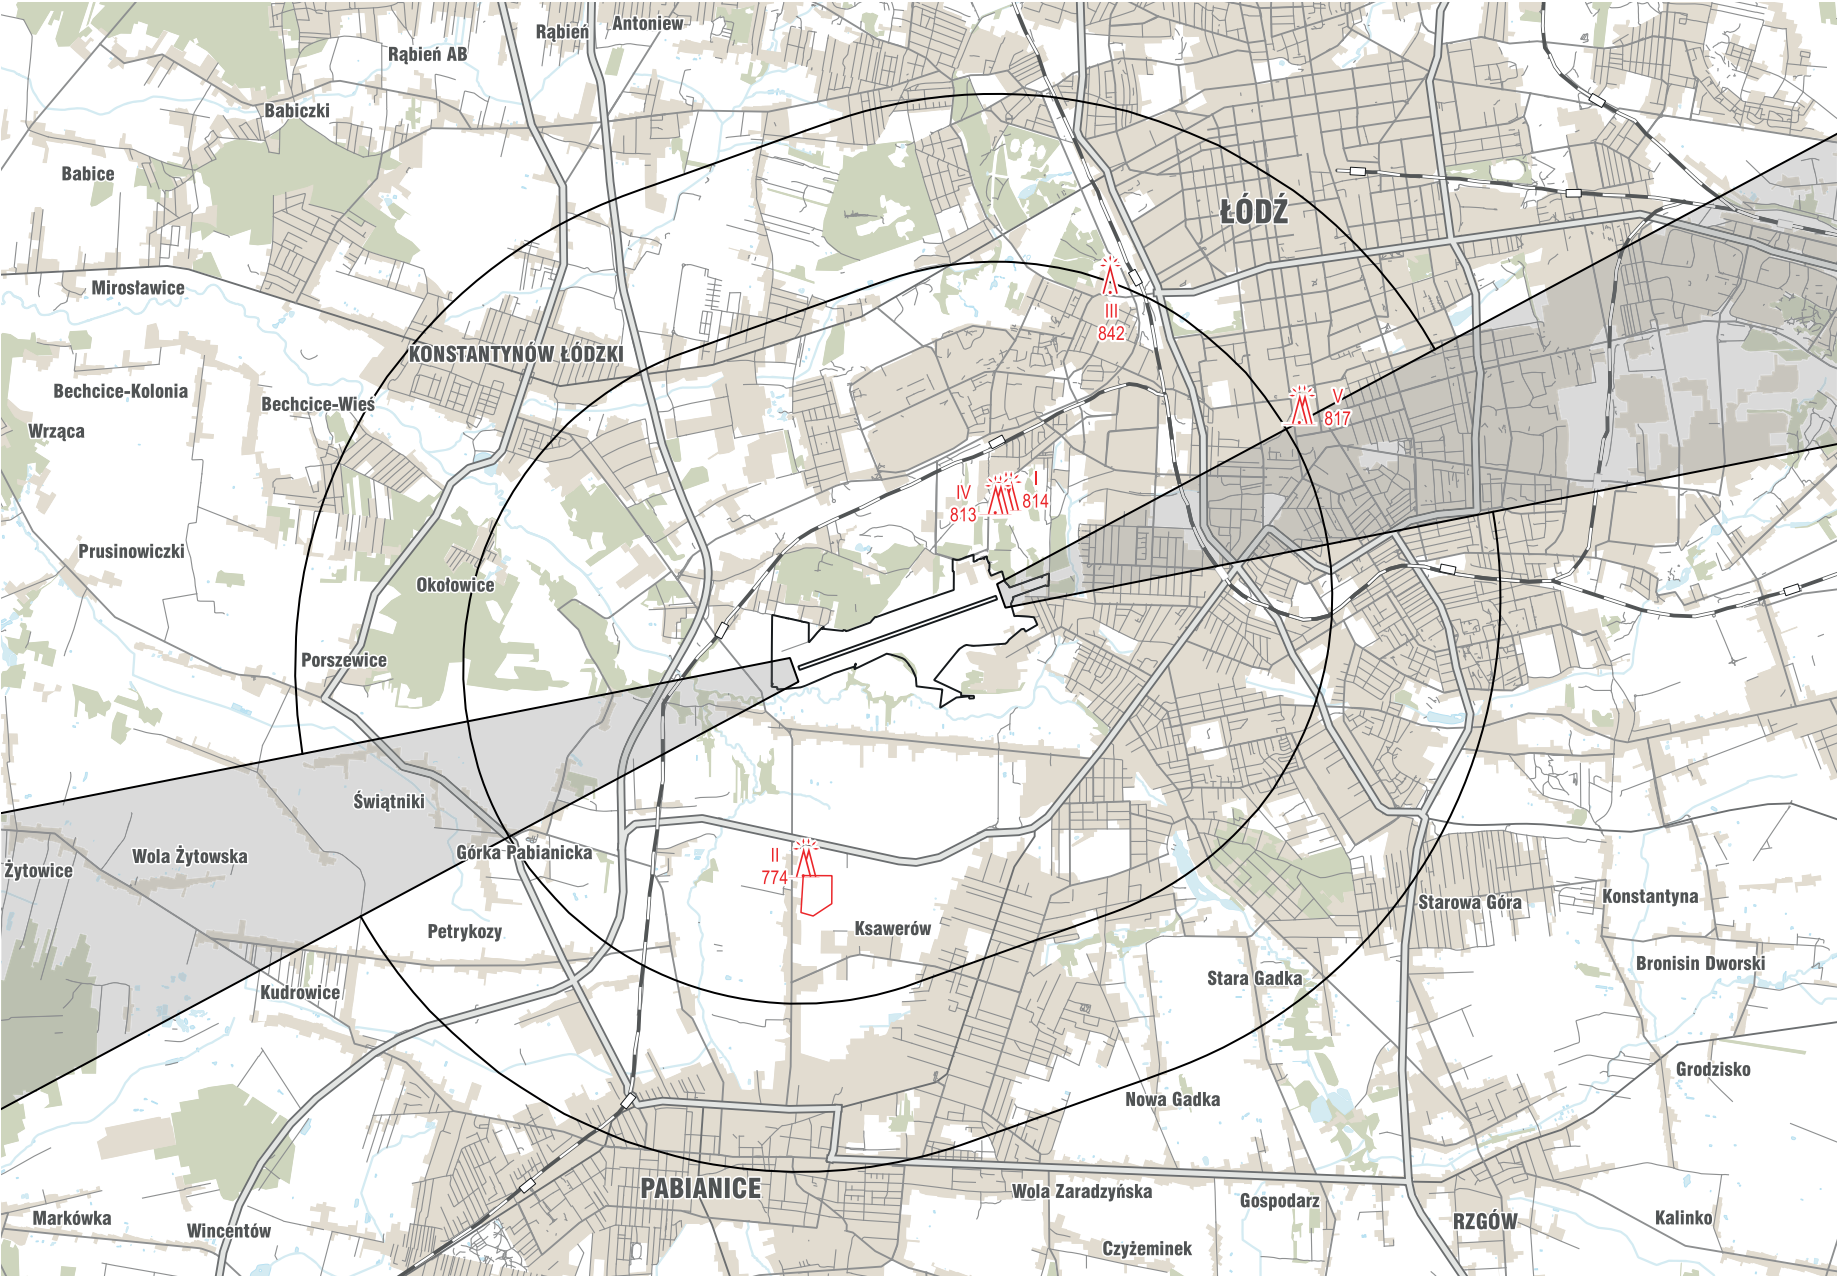 Antoniew
Rąbień
Rąbień AB
Babiczki
Babice
ŁÓDŹ
Mirosławice
III
842
KONSTANTYNÓW ŁÓDZKI
Bechcice-Kolonia
Bechcice-Wieś
V
817
Wrząca
IV
813
I
814
Prusinowiczki
Okołowice
Porszewice
Świątniki
Górka Pabianicka
Wola Żytowska
Żytowice
II
774
Starowa Góra
Konstantyna
Petrykozy
Ksawerów
Bronisin Dworski
Stara Gadka
Kudrowice
Grodzisko
Nowa Gadka
PABIANICE
Wola Zaradzyńska
Gospodarz
Markówka
Wincentów
RZGÓW
Kalinko
Czyżeminek